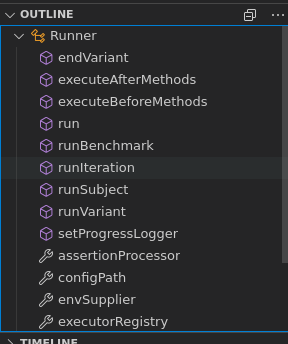 OUTLINE
Runner
endVariant
executeAfterMethods
executeBeforeMethods
run
runBenchmark
runIteration
runSubject
runVariant
setProgressLogger
assertionProcessor
configPath
envSupplier
executorRegistry
TIMELINE